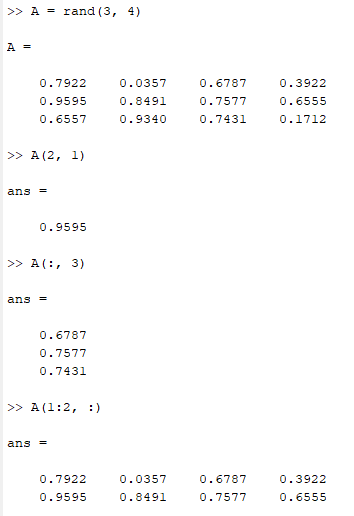 >> A = rand(3, 4)
A =
0.7922 0.0357 0.6787 0.3922
0.9595 0.8491 0.7577 0.6555
0.6557 0.9340 0.7431 0.1712
>> A(2, 1)
ans =
0.9595
>> A(:, 3)
ans =
0.6787
0.7577
0.7431
>> A(1:2, :)
ans =
0.7922 0.0357 0.6787 0.3922
0.9595 0.8491 0.7577 0.6555